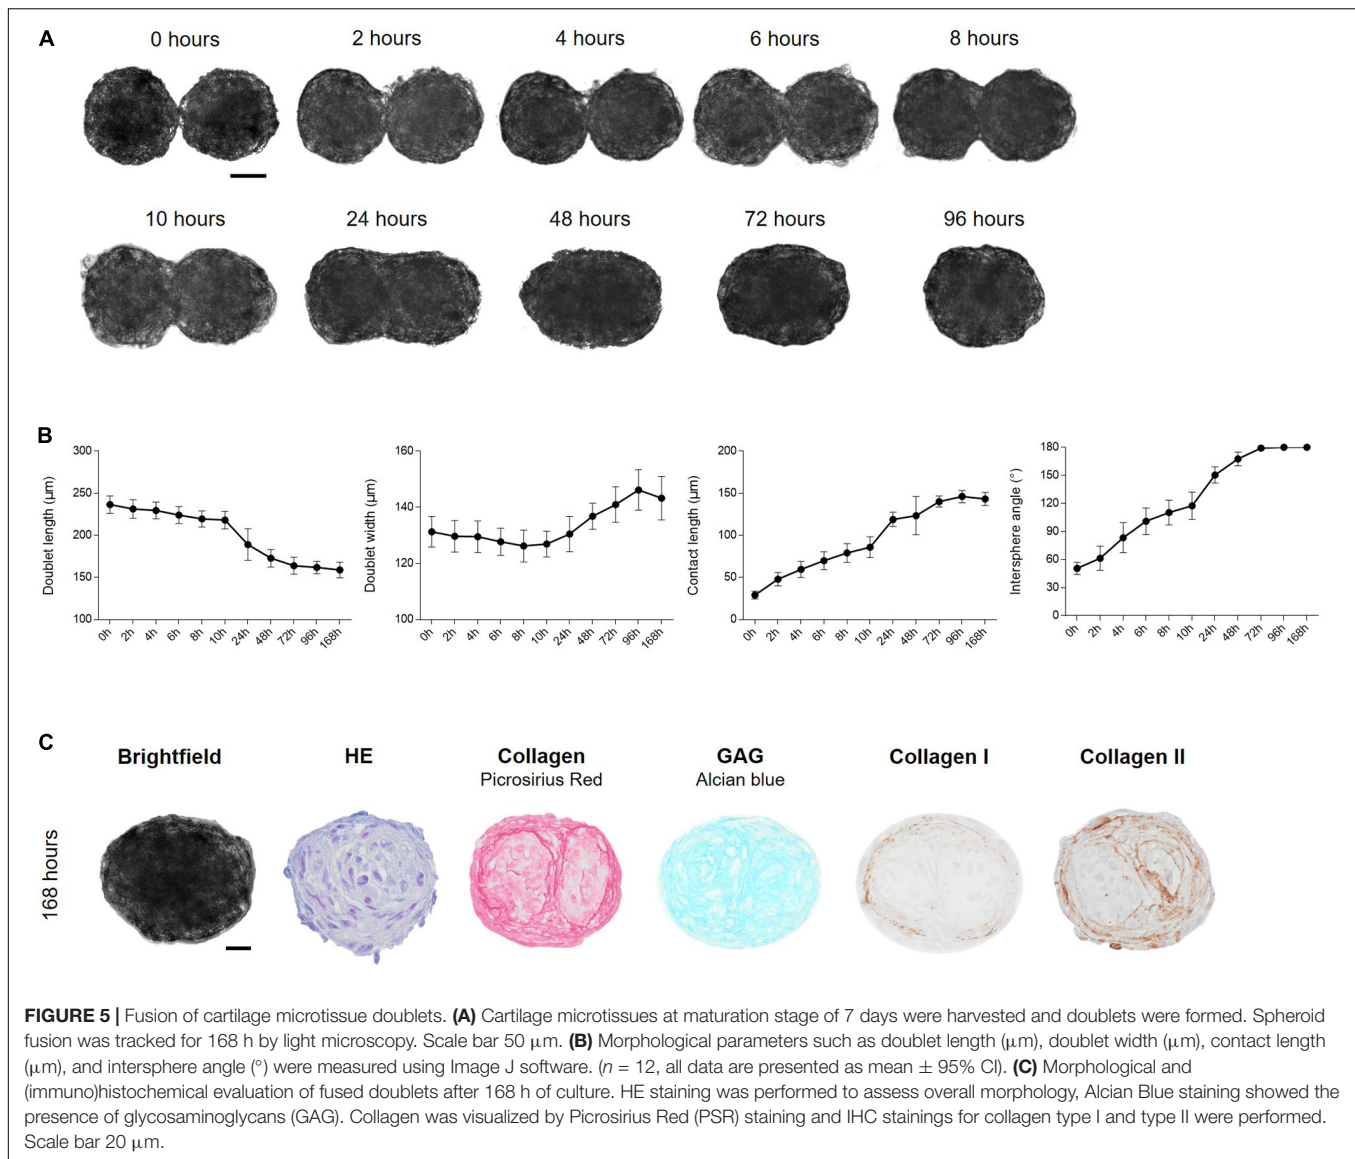 A
0 hours 2 hours 4 hours 6 hours 8 hours
10 hours 24 hours 48 hours 72 hours 96 hours
B
Doublet length (µm)
300
250
200
150
100
0h 2h 4h 6h 8h 10h 24h 48h 72h 96h 168h
Doublet width (µm)
160
140
120
100
0h 2h 4h 6h 8h 10h 24h 48h 72h 96h 168h
Contact length (µm)
200
150
100
50
0
0h 2h 4h 6h 8h 10h 24h 48h 72h 96h 168h
Intersphere angle (°)
180
150
120
90
60
30
0
0h 2h 4h 6h 8h 10h 24h 48h 72h 96h 168h
C
Brightfield HE Collagen GAG Collagen I Collagen II
Picrosirius Red Alcian blue
168 hours
FIGURE 5 | Fusion of cartilage microtissue doublets. (A) Cartilage microtissues at maturation stage of 7 days were harvested and doublets were formed. Spheroid
fusion was tracked for 168 h by light microscopy. Scale bar 50 µm. (B) Morphological parameters such as doublet length (µm), doublet width (µm), contact length
(µm), and intersphere angle (°) were measured using Image J software. (n = 12, all data are presented as mean ± 95% CI). (C) Morphological and
(immuno)histochemical evaluation of fused doublets after 168 h of culture. HE staining was performed to assess overall morphology, Alcian Blue staining showed the
presence of glycosaminoglycans (GAG). Collagen was visualized by Picrosirius Red (PSR) staining and IHC stainings for collagen type I and type II were performed.
Scale bar 20 µm.